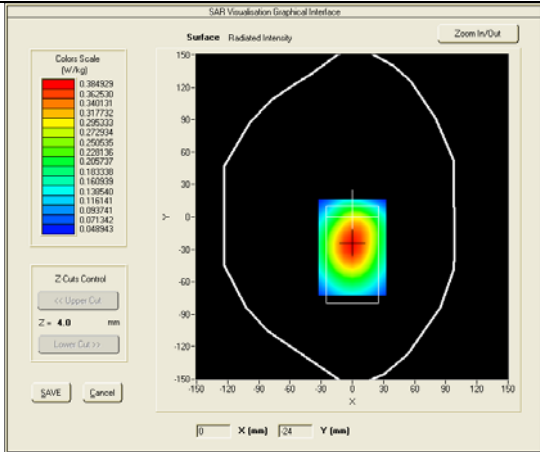 SAR Visualisation Graphical Interface
Surface Radiated Intensity
Zoom In/Out
Colors Scale
(W/kg)
0.384929
0.362530
0.340131
0.317732
0.295333
0.272934
0.250535
0.228136
0.205737
0.183338
0.160939
0.138540
0.116141
0.093741
0.071342
0.048943
150-
120-
90-
60-
30-
Y
0-
-30-
-60-
-90-
-120-
-150-
-150 -120 -90 -60 -30 0 30 60 90 120 150
X
Z Cuts Control
<< Upper Cut
Z = 4.0 mm
Lower Cut >>
SAVE Cancel
0 X (mm) -24 Y (mm)